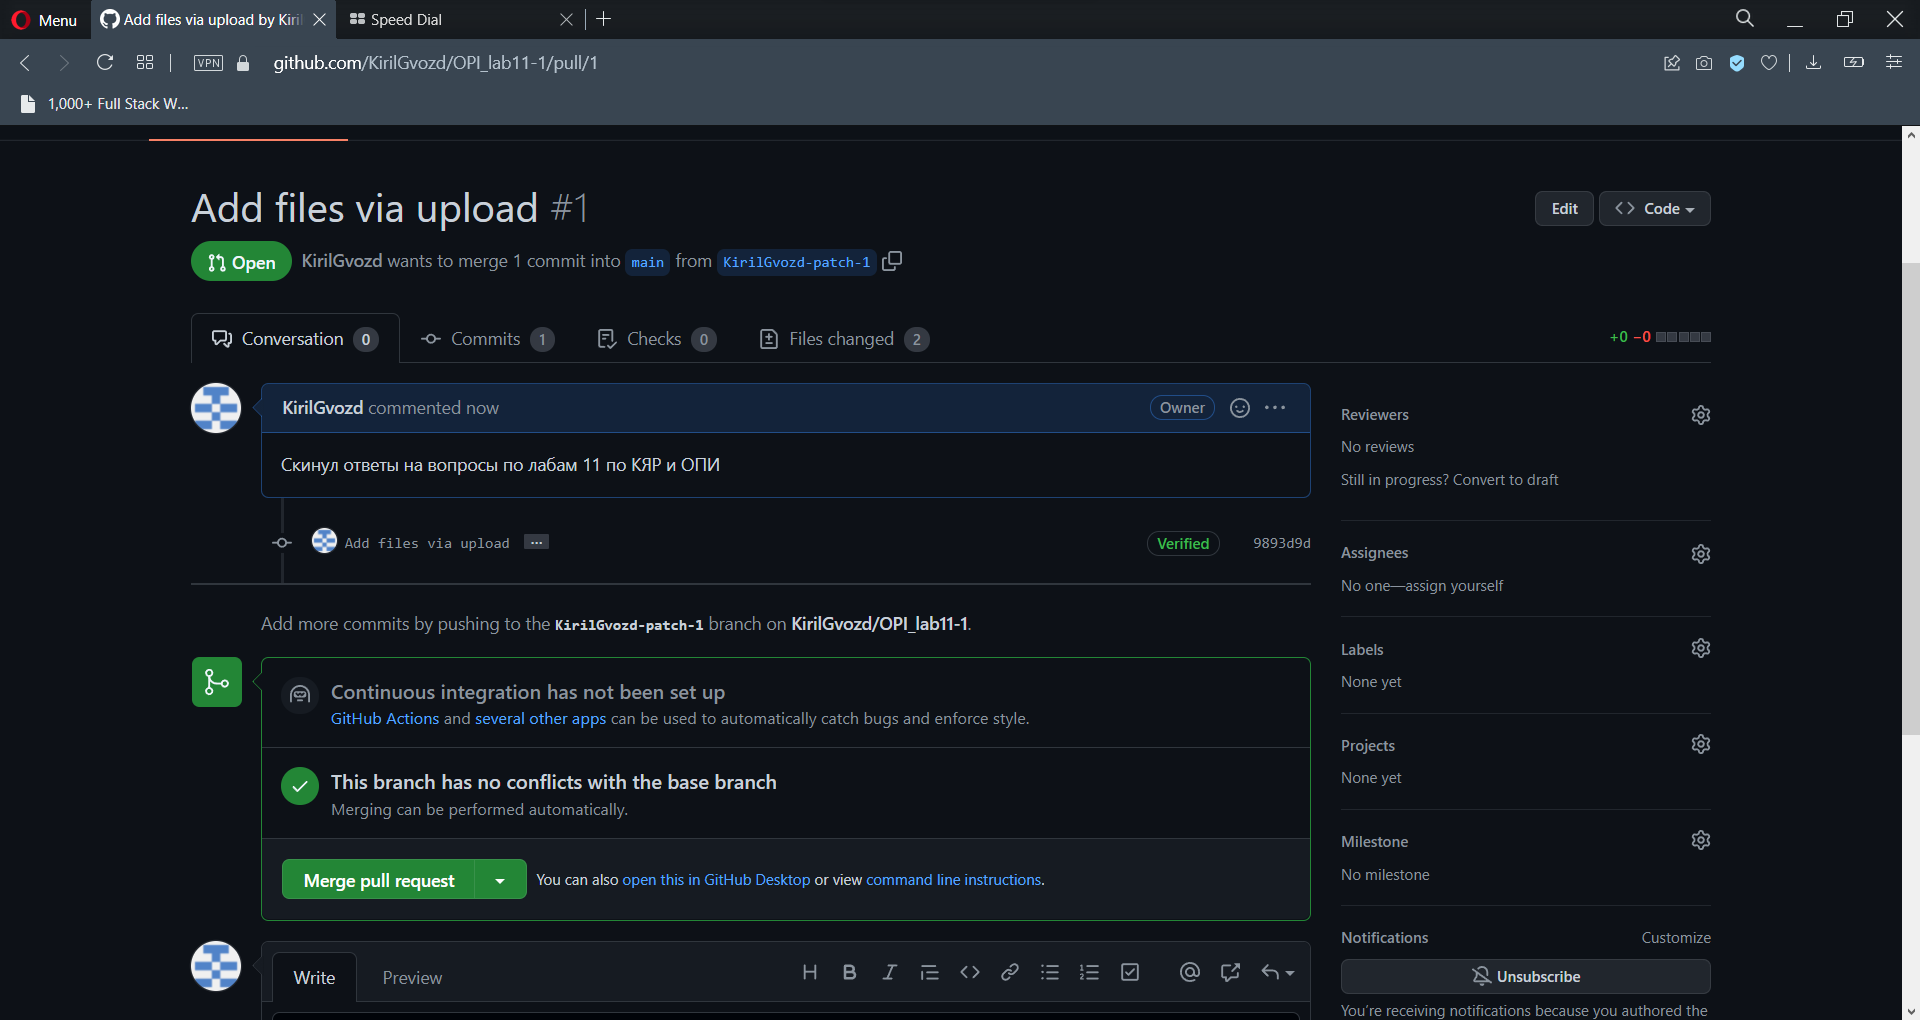 Menu
Add files via upload by Kiril
Speed Dial
VPN
github.com/KirilGvozd/OPI_lab11-1/pull/1
1,000+ Full Stack W...
Add files via upload #1
Edit
<> Code
Open
KirilGvozd wants to merge 1 commit into main from KirilGvozd-patch-1
Conversation 0
Commits 1
Checks 0
Files changed 2
+0 −0
KirilGvozd commented now
Owner
Скинул ответы на вопросы по лабам 11 по КЯР и ОПИ
Add files via upload ...
Verified
9893d9d
Add more commits by pushing to the KirilGvozd-patch-1 branch on KirilGvozd/OPI_lab11-1.
Continuous integration has not been set up
GitHub Actions and several other apps can be used to automatically catch bugs and enforce style.
This branch has no conflicts with the base branch
Merging can be performed automatically.
Merge pull request
You can also open this in GitHub Desktop or view command line instructions.
Write
Preview
Reviewers
No reviews
Still in progress? Convert to draft
Assignees
No one—assign yourself
Labels
None yet
Projects
None yet
Milestone
No milestone
Notifications
Customize
Unsubscribe
You're receiving notifications because you authored the